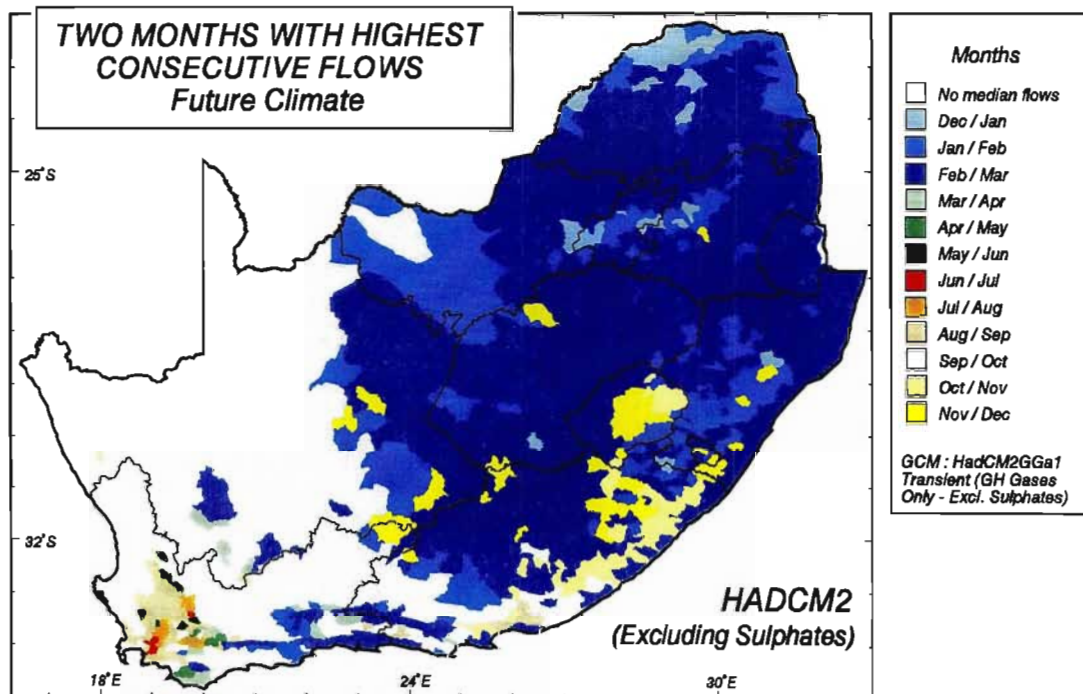 TWO MONTHS WITH HIGHEST
CONSECUTIVE FLOWS
Future Climate
25°S
32°S
18°E
24°E
30°E
HADCM2
(Excluding Sulphates)
Months
No median flows
Dec / Jan
Jan / Feb
Feb / Mar
Mar / Apr
Apr / May
May / Jun
Jun / Jul
Jul / Aug
Aug / Sep
Sep / Oct
Oct / Nov
Nov / Dec
GCM : HadCM2GGa1
Transient (GH Gases
Only - Excl. Sulphates)